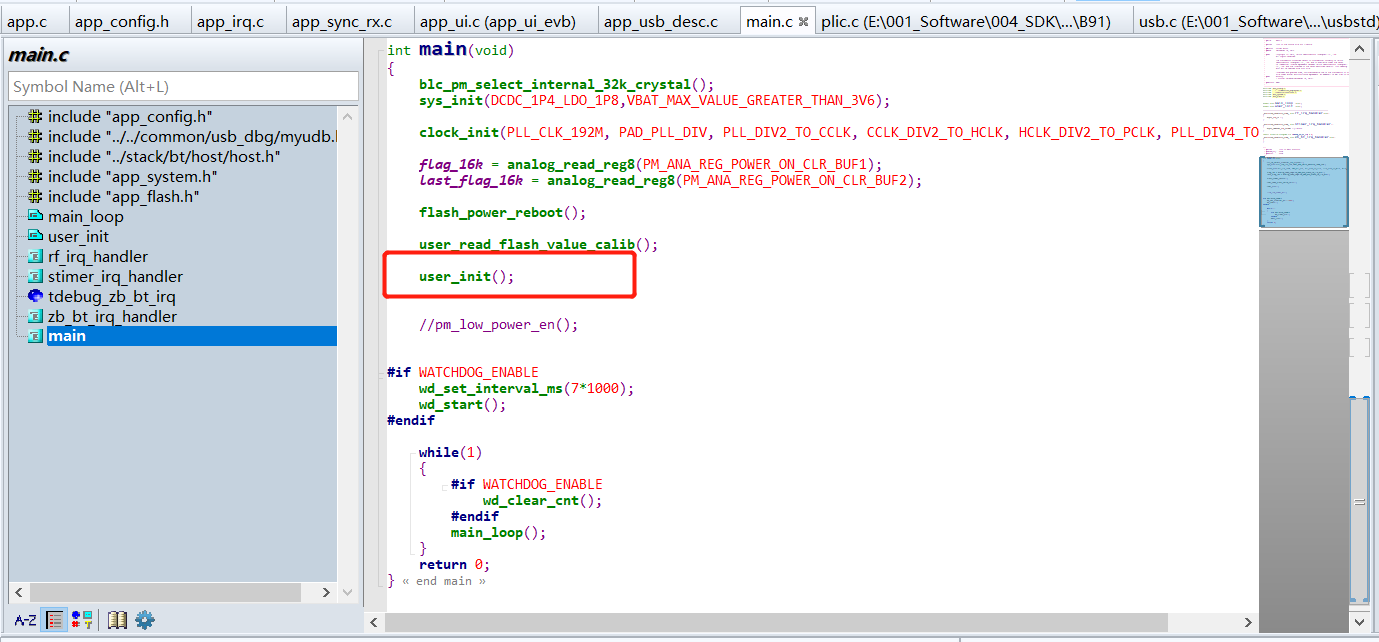 app.c app_config.h app_irq.c app_sync_rx.c app_ui.c (app_ui_evb) app_usb_desc.c main.c plic.c (E:\001_Software\004_SDK\...\B91) usb.c (E:\001_Software\...\usbstd)
main.c
Symbol Name (Alt+L)
include "app_config.h"
include "../../common/usb_dbg/myudb.
include "../stack/bt/host/host.h"
include "app_system.h"
include "app_flash.h"
main_loop
user_init
rf_irq_handler
stimer_irq_handler
tdebug_zb_bt_irq
zb_bt_irq_handler
main
A-Z
int main(void)
{
blc_pm_select_internal_32k_crystal();
sys_init(DCDC_1P4_LDO_1P8,VBAT_MAX_VALUE_GREATER_THAN_3V6);
clock_init(PLL_CLK_192M, PAD_PLL_DIV, PLL_DIV2_TO_CCLK, CCLK_DIV2_TO_HCLK, HCLK_DIV2_TO_PCLK, PLL_DIV4_TO
flag_16k = analog_read_reg8(PM_ANA_REG_POWER_ON_CLR_BUF1);
last_flag_16k = analog_read_reg8(PM_ANA_REG_POWER_ON_CLR_BUF2);
flash_power_reboot();
user_read_flash_value_calib();
user_init();
//pm_low_power_en();
#if WATCHDOG_ENABLE
wd_set_interval_ms(7*1000);
wd_start();
#endif
while(1)
{
#if WATCHDOG_ENABLE
wd_clear_cnt();
#endif
main_loop();
}
return 0;
} « end main »